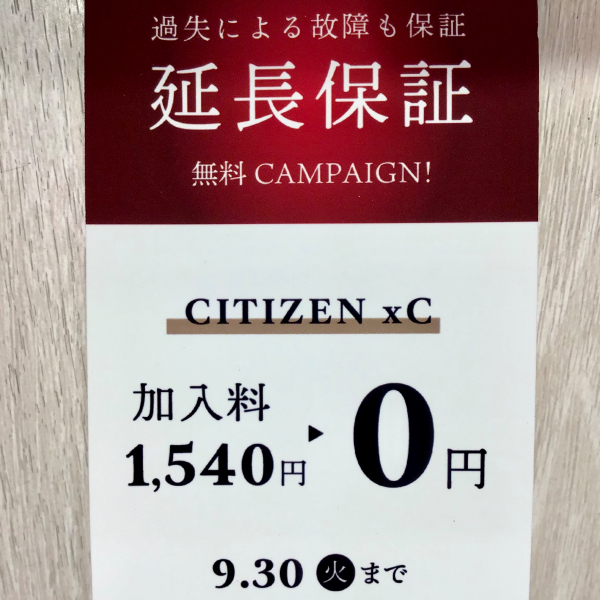 過失による故障も保証
延長保証
無料 CAMPAIGN!
CITIZEN xC
加入料
1,540円 ▶ 0円
9.30 火 まで